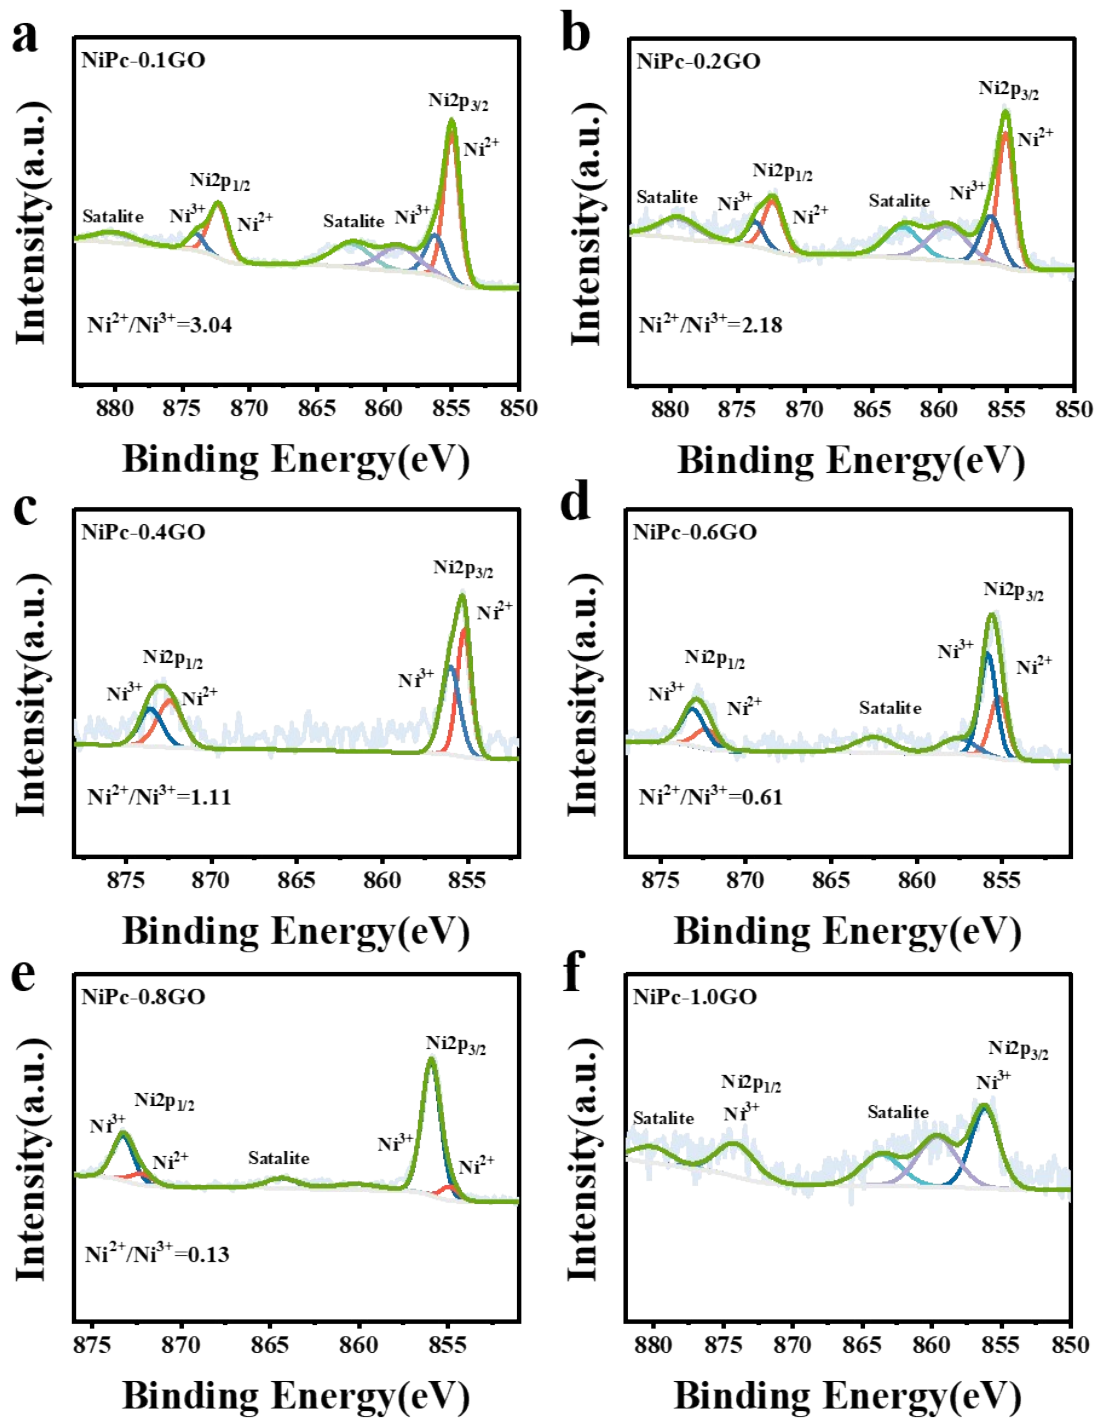 a
NiPc-0.1GO
Ni2p3/2
Ni²⁺
Ni2p1/2
Ni³⁺
Ni²⁺
Satalite
Satalite
Ni³⁺
Ni²⁺/Ni³⁺=3.04
Intensity(a.u.)
880 875 870 865 860 855 850
Binding Energy(eV)
b
NiPc-0.2GO
Ni2p3/2
Ni²⁺
Ni2p1/2
Ni³⁺
Ni²⁺
Satalite
Satalite
Ni³⁺
Ni²⁺/Ni³⁺=2.18
Intensity(a.u.)
880 875 870 865 860 855 850
Binding Energy(eV)
c
NiPc-0.4GO
Ni2p3/2
Ni²⁺
Ni2p1/2
Ni³⁺
Ni³⁺
Ni²⁺
Ni²⁺/Ni³⁺=1.11
Intensity(a.u.)
875 870 865 860 855
Binding Energy(eV)
d
NiPc-0.6GO
Ni2p3/2
Ni³⁺
Ni²⁺
Ni2p1/2
Ni³⁺
Ni²⁺
Satalite
Ni²⁺/Ni³⁺=0.61
Intensity(a.u.)
875 870 865 860 855
Binding Energy(eV)
e
NiPc-0.8GO
Ni2p3/2
Ni2p1/2
Ni³⁺
Ni³⁺
Ni²⁺
Satalite
Ni²⁺
Ni²⁺/Ni³⁺=0.13
Intensity(a.u.)
875 870 865 860 855
Binding Energy(eV)
f
NiPc-1.0GO
Ni2p3/2
Ni³⁺
Ni2p1/2
Ni³⁺
Satalite
Satalite
Intensity(a.u.)
880 875 870 865 860 855 850
Binding Energy(eV)